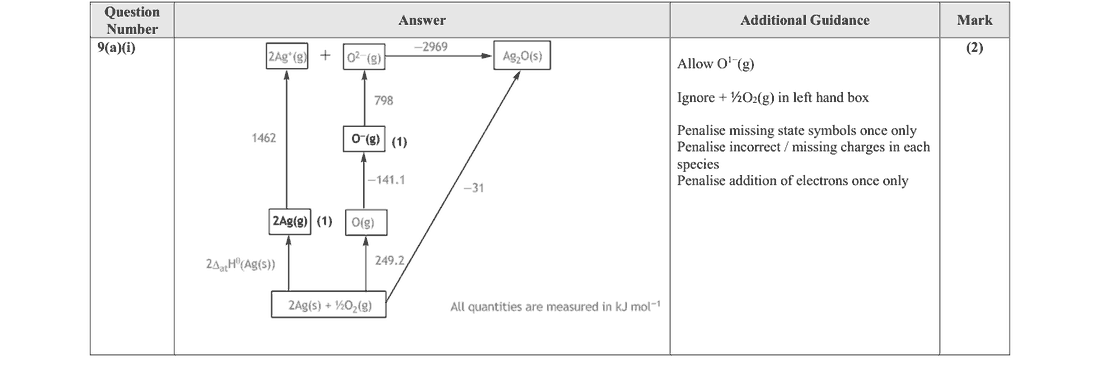 Question
Number
Answer
Additional Guidance
Mark
9(a)(i)
(2)
2Ag⁺(g) + O²⁻(g) −2969 Ag₂O(s)
798
1462
O⁻(g) (1)
−141.1
−31
2Ag(g) (1) O(g)
2ΔₐₜHᶿ(Ag(s)) 249.2
2Ag(s) + ½O₂(g)
All quantities are measured in kJ mol⁻¹
Allow O¹⁻(g)
Ignore + ½O₂(g) in left hand box
Penalise missing state symbols once only
Penalise incorrect / missing charges in each
species
Penalise addition of electrons once only